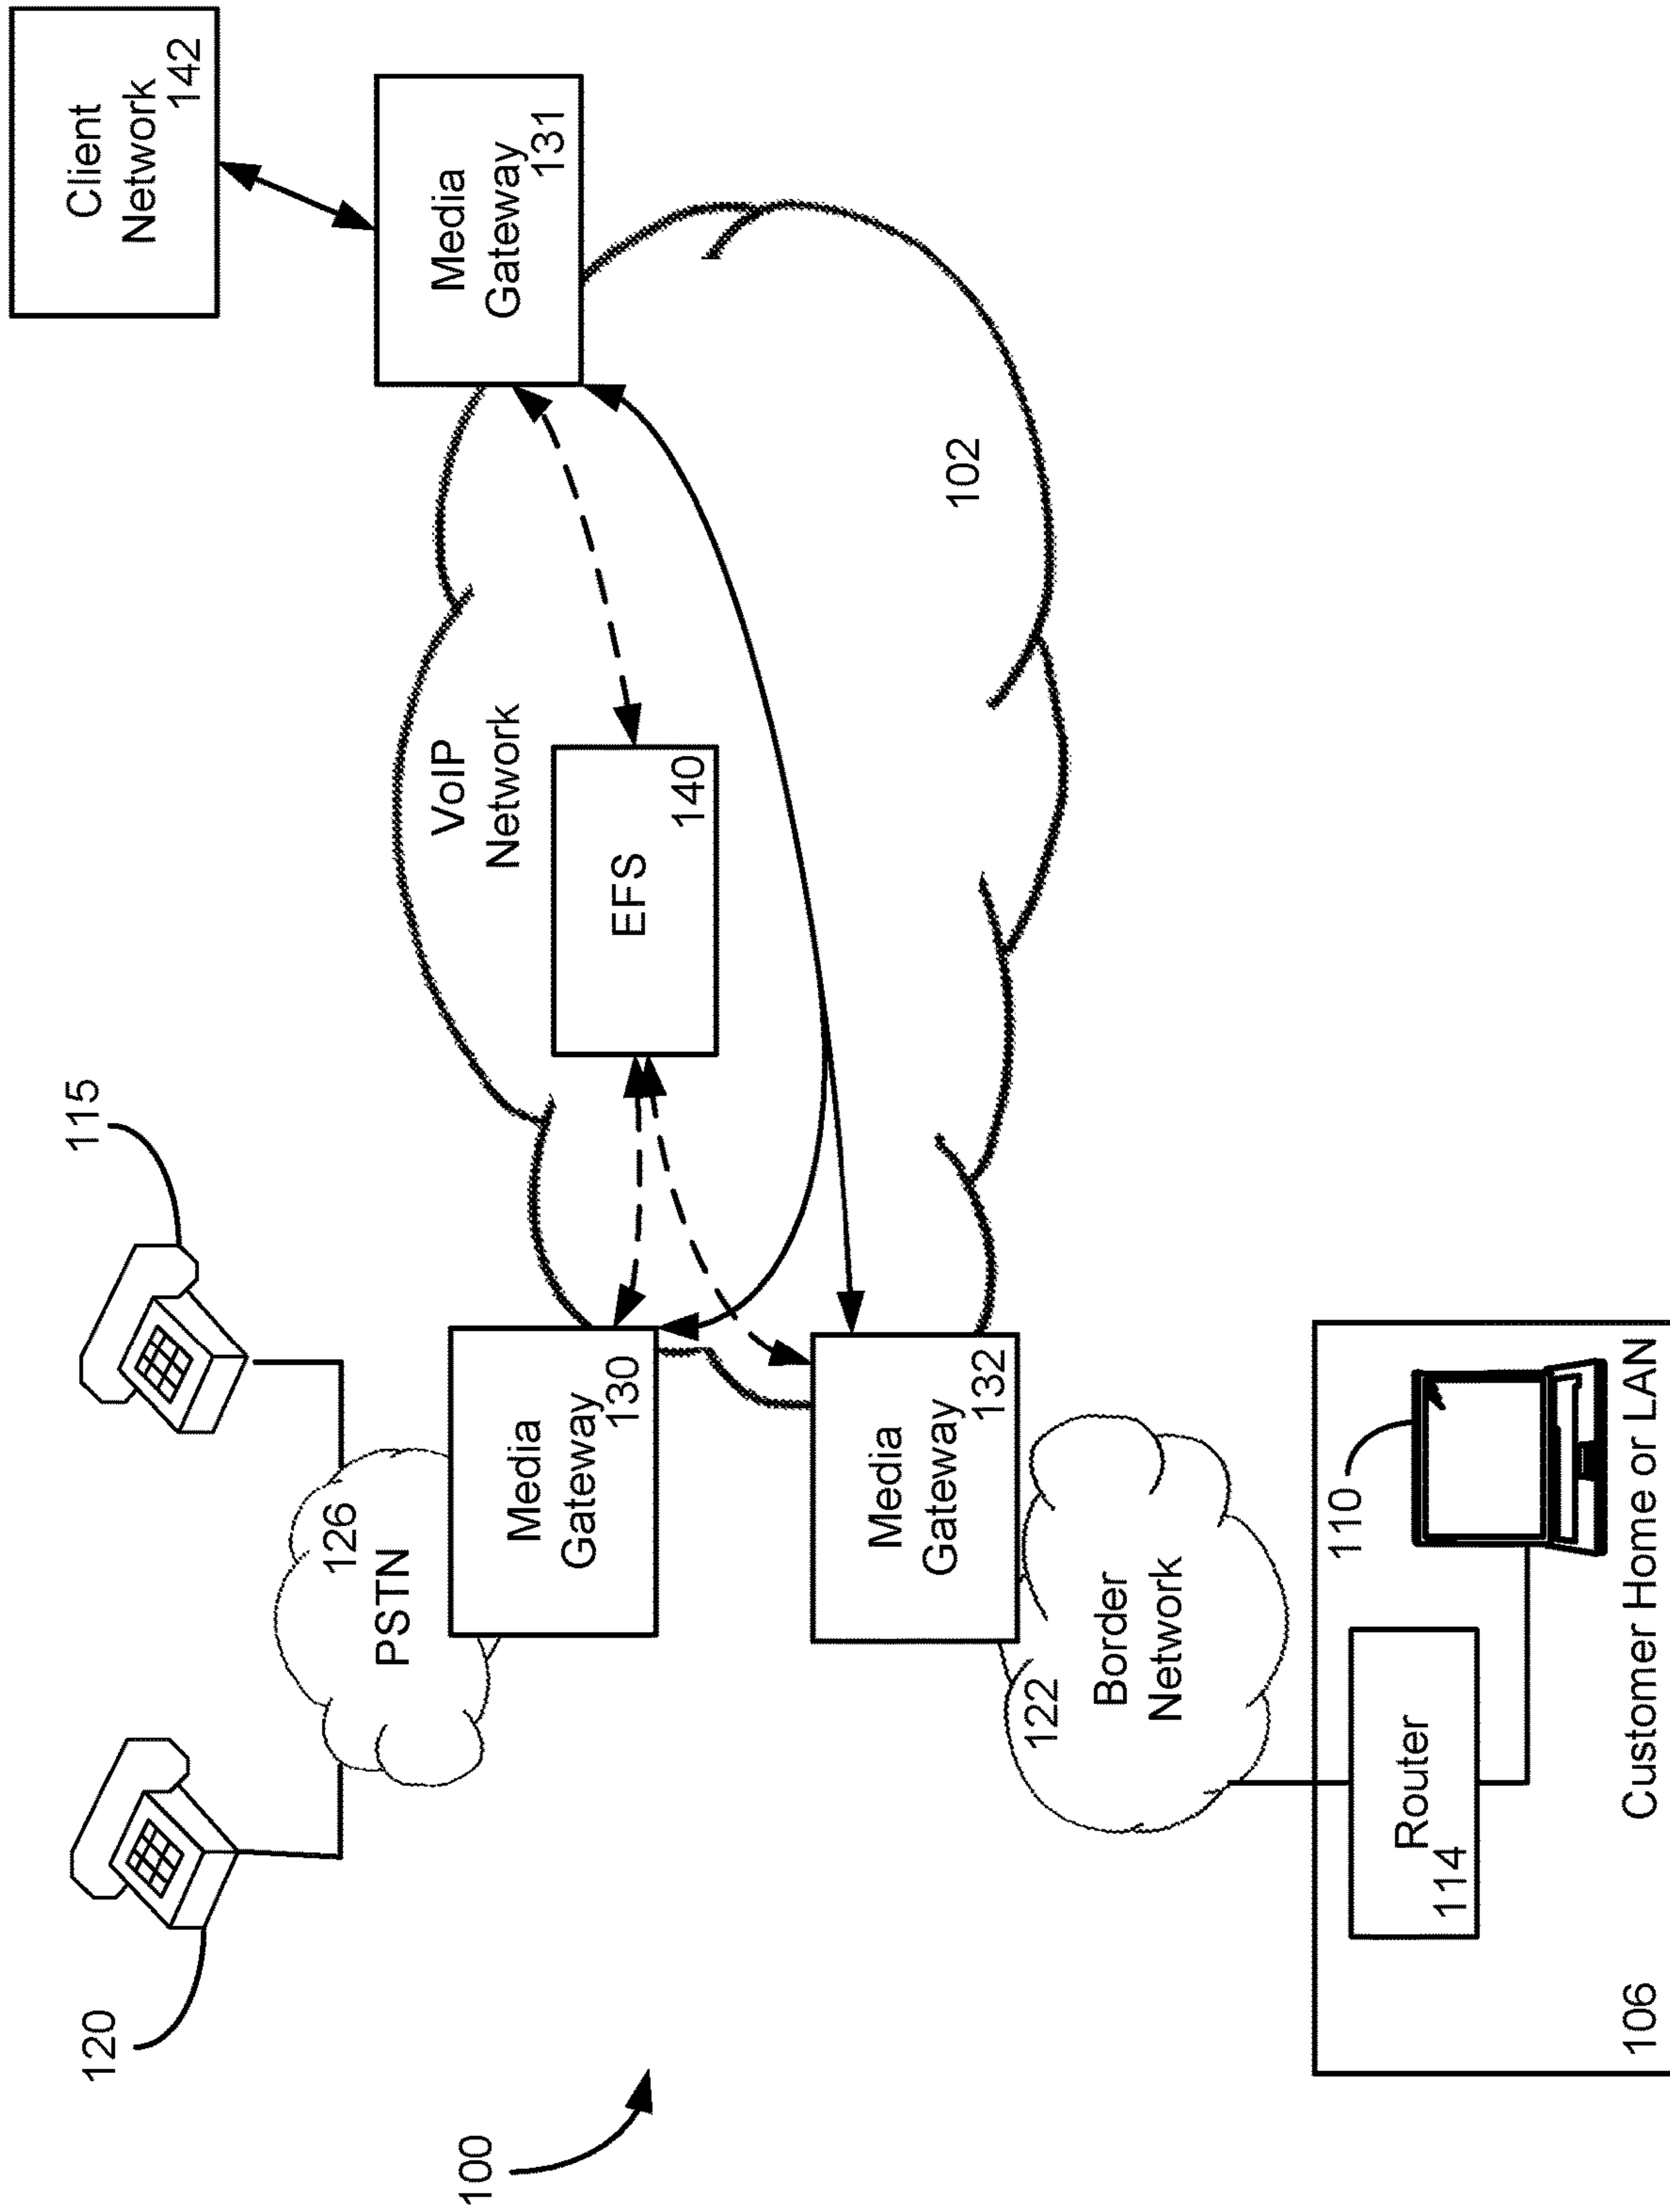 100
120
115
PSTN
126
Media
Gateway
130
VoIP
Network
EFS
140
Client
Network
142
Media
Gateway
131
102
Media
Gateway
132
122
Border
Network
Router
114
110
106
Customer Home or LAN